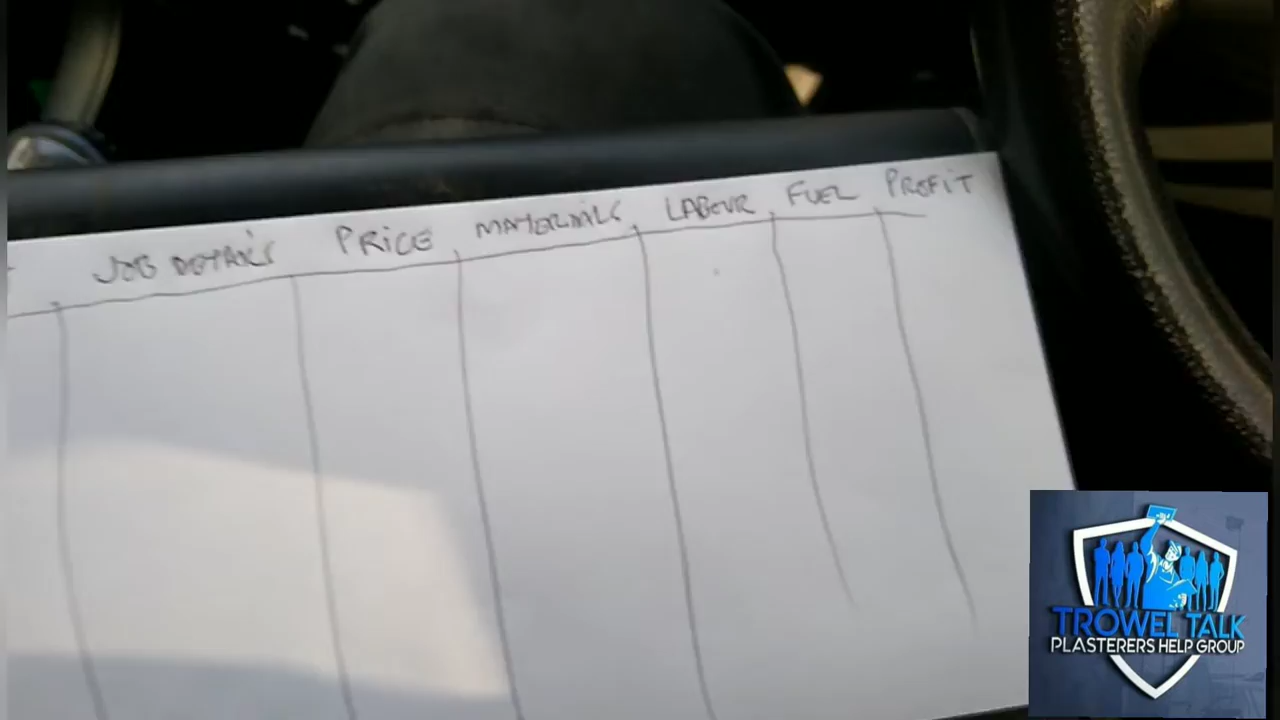 JOB DETAILS PRICE MATERIALS LABOUR FUEL PROFIT
TROWEL TALK
PLASTERERS HELP GROUP